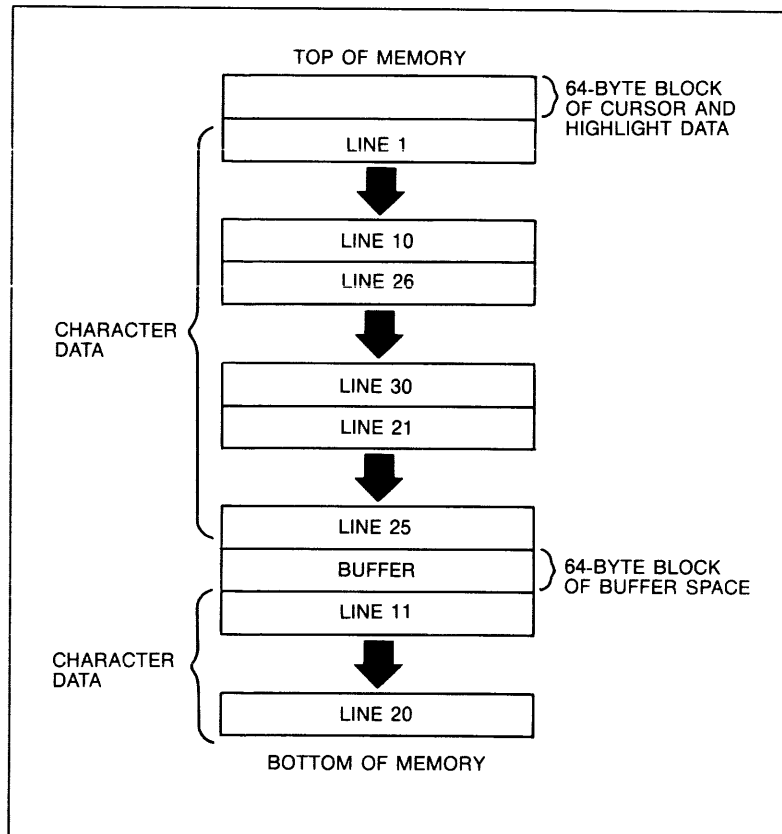 TOP OF MEMORY
64-BYTE BLOCK
OF CURSOR AND
HIGHLIGHT DATA
LINE 1
LINE 10
LINE 26
CHARACTER
DATA
LINE 30
LINE 21
LINE 25
BUFFER
64-BYTE BLOCK
OF BUFFER SPACE
LINE 11
CHARACTER
DATA
LINE 20
BOTTOM OF MEMORY